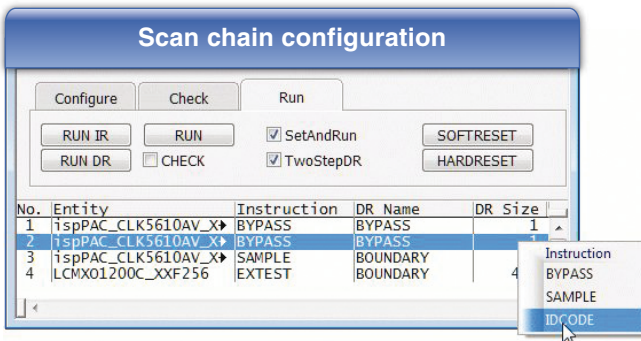 Scan chain configuration
Configure Check Run
RUN IR RUN SetAndRun SOFTRESET
RUN DR CHECK TwoStepDR HARDRESET
No. Entity Instruction DR Name DR Size
1 ispPAC_CLK5610AV_X BYPASS BYPASS 1
2 ispPAC_CLK5610AV_X BYPASS BYPASS 1
3 ispPAC_CLK5610AV_X SAMPLE BOUNDARY
4 LCMXO1200C_XXF256 EXTEST BOUNDARY 4
Instruction
BYPASS
SAMPLE
IDCODE